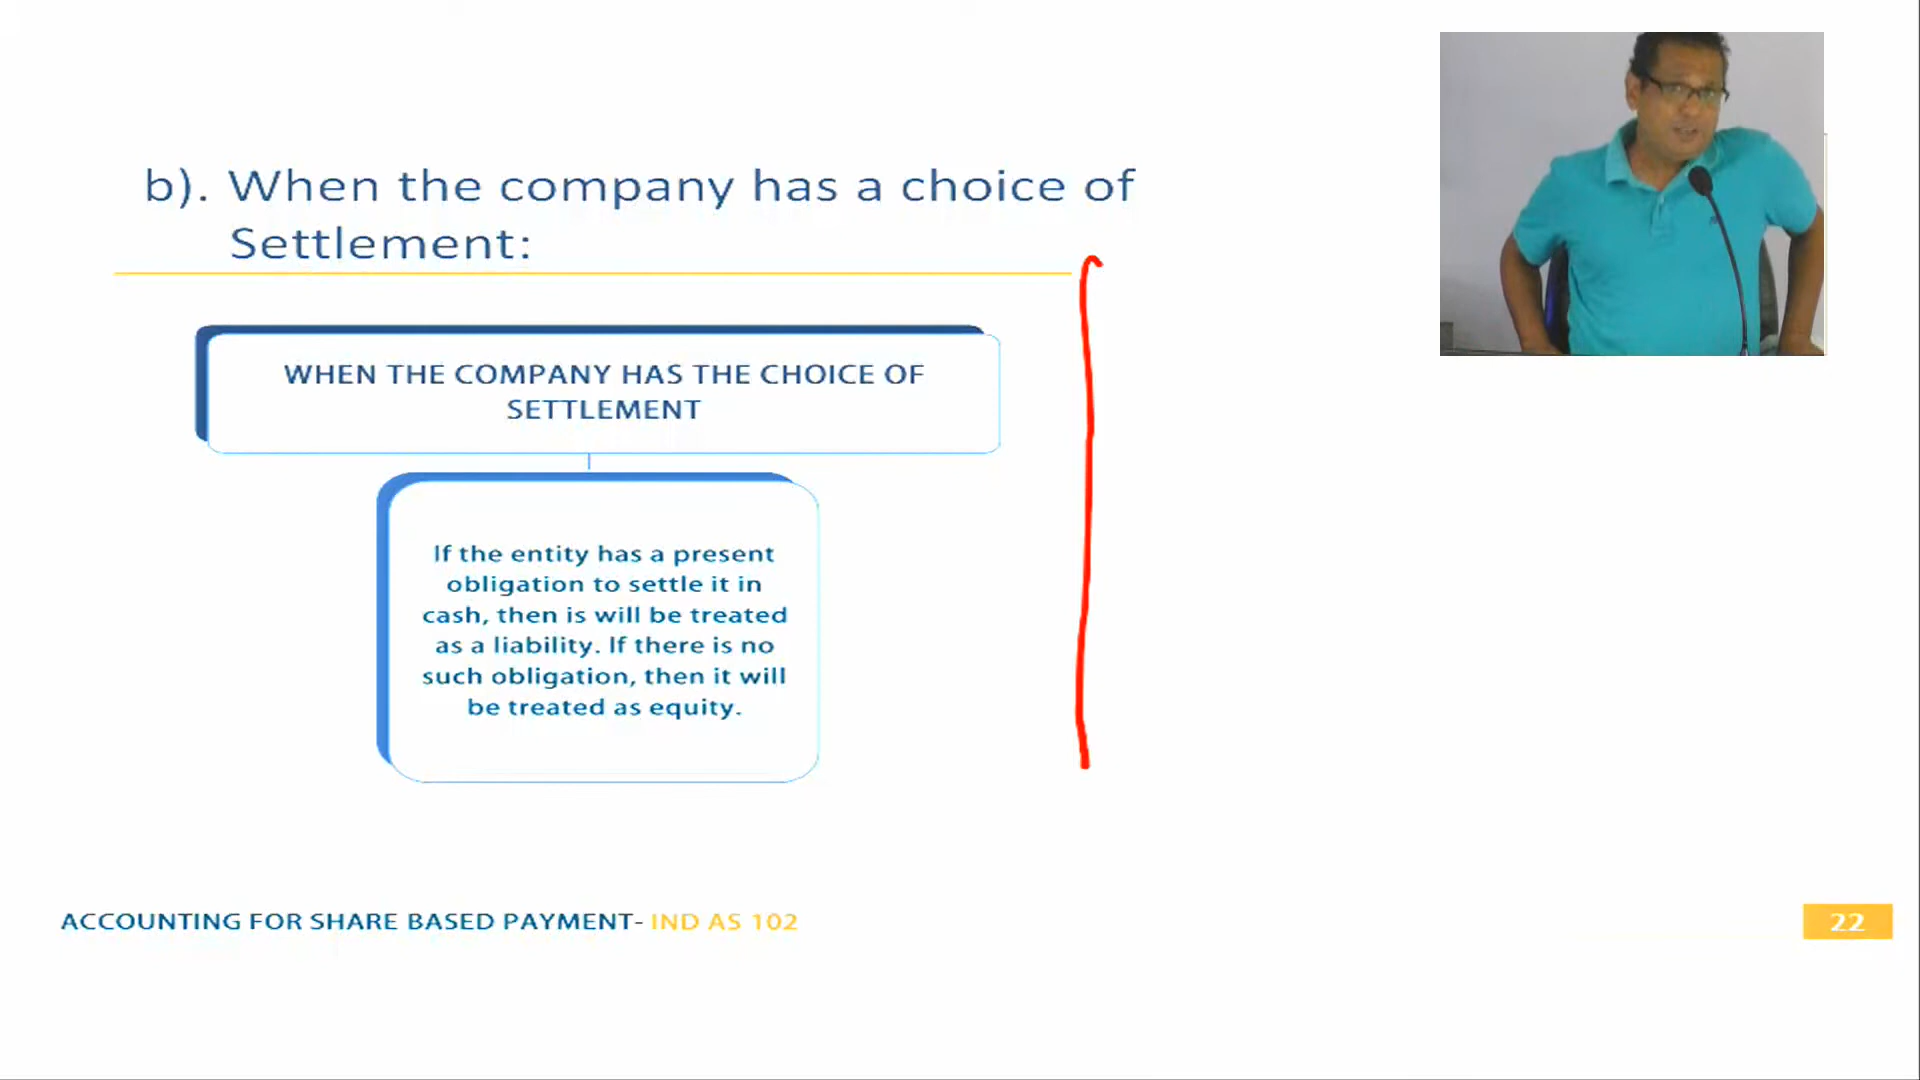 b). When the company has a choice of
Settlement:
WHEN THE COMPANY HAS THE CHOICE OF
SETTLEMENT
If the entity has a present
obligation to settle it in
cash, then is will be treated
as a liability. If there is no
such obligation, then it will
be treated as equity.
ACCOUNTING FOR SHARE BASED PAYMENT- IND AS 102
22